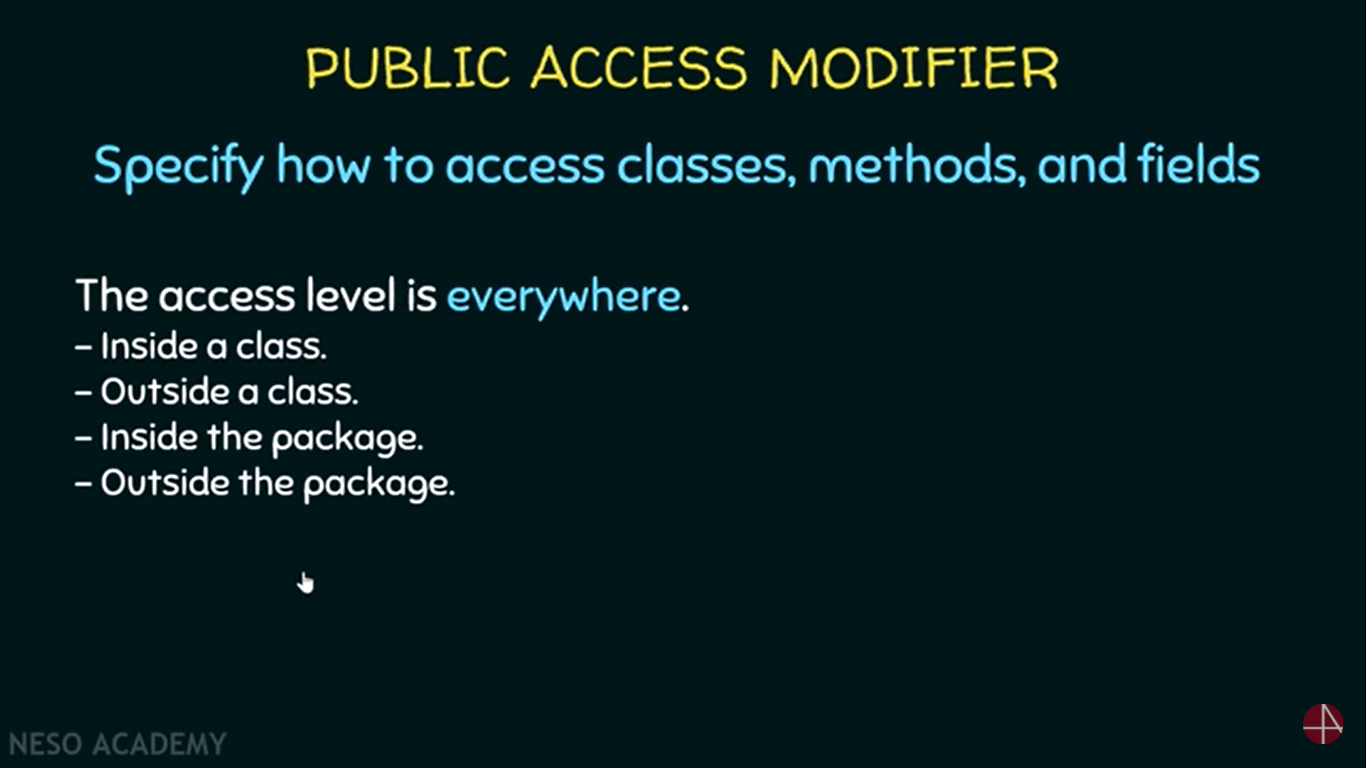 PUBLIC ACCESS MODIFIER
Specify how to access classes, methods, and fields
The access level is everywhere.
– Inside a class.
– Outside a class.
– Inside the package.
– Outside the package.
NESO ACADEMY